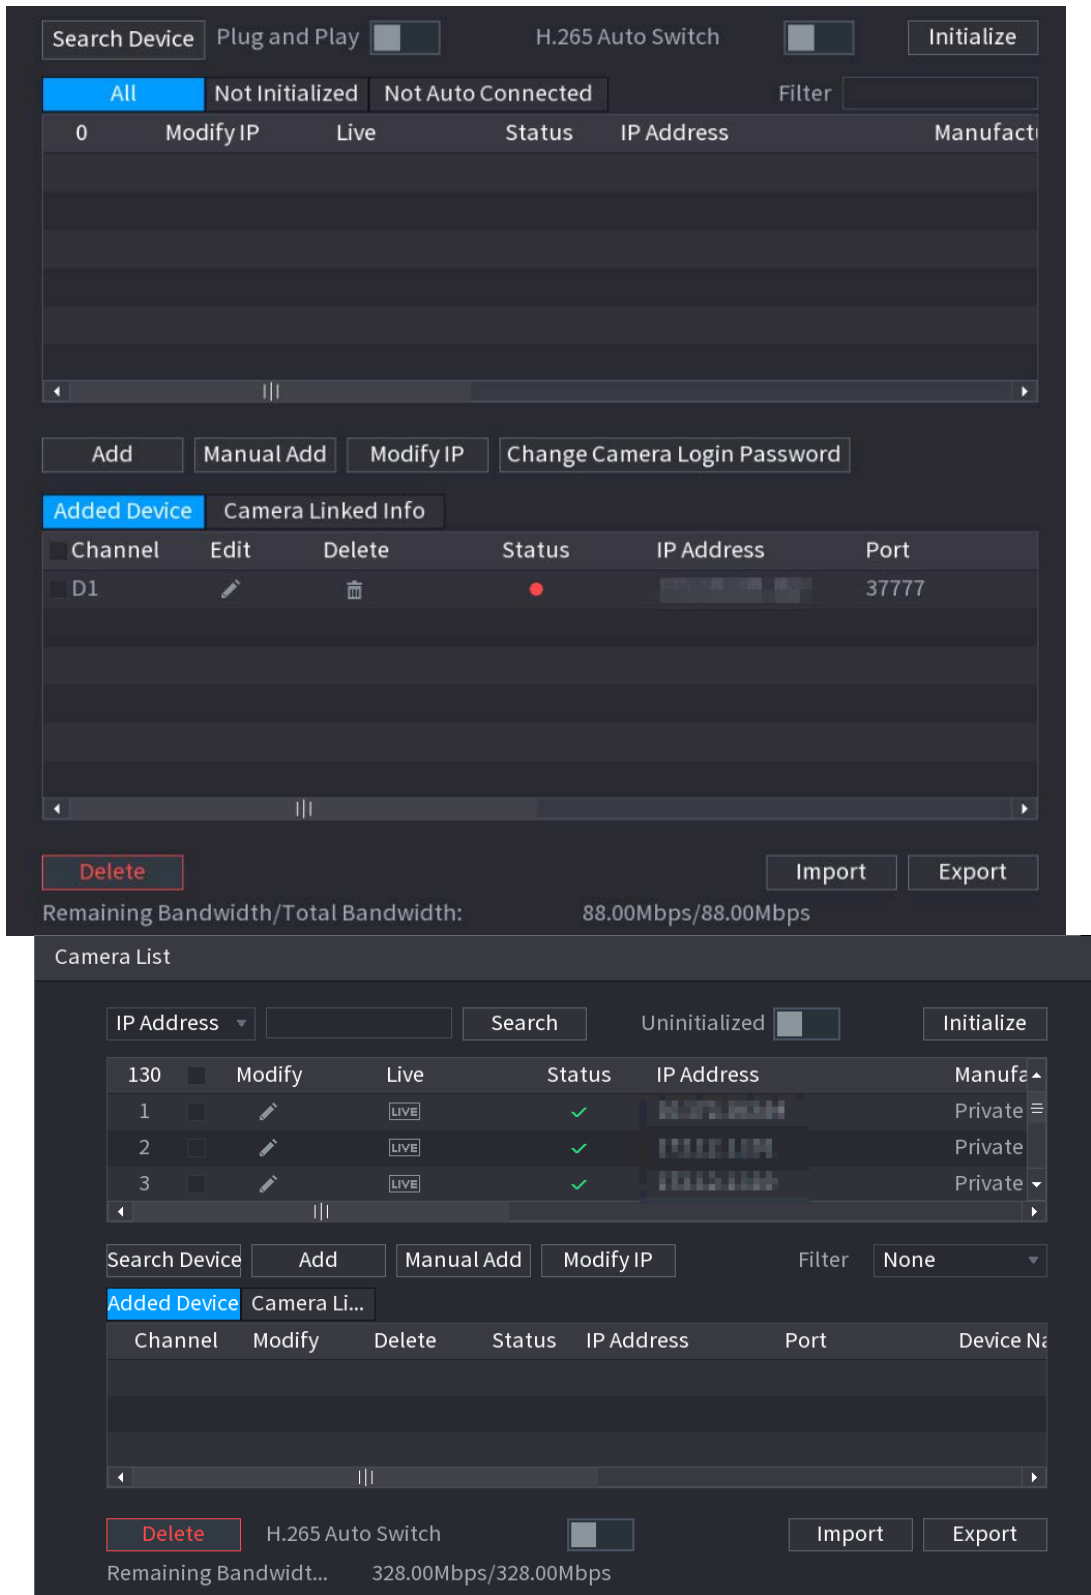 Search Device Plug and Play H.265 Auto Switch Initialize
All Not Initialized Not Auto Connected Filter
0 Modify IP Live Status IP Address Manufactu
Add Manual Add Modify IP Change Camera Login Password
Added Device Camera Linked Info
Channel Edit Delete Status IP Address Port
D1 37777
Delete Import Export
Remaining Bandwidth/Total Bandwidth: 88.00Mbps/88.00Mbps
Camera List
IP Address Search Uninitialized Initialize
130 Modify Live Status IP Address Manufa
1 LIVE Private
2 LIVE Private
3 LIVE Private
Search Device Add Manual Add Modify IP Filter None
Added Device Camera Li...
Channel Modify Delete Status IP Address Port Device Na
Delete H.265 Auto Switch Import Export
Remaining Bandwidt... 328.00Mbps/328.00Mbps